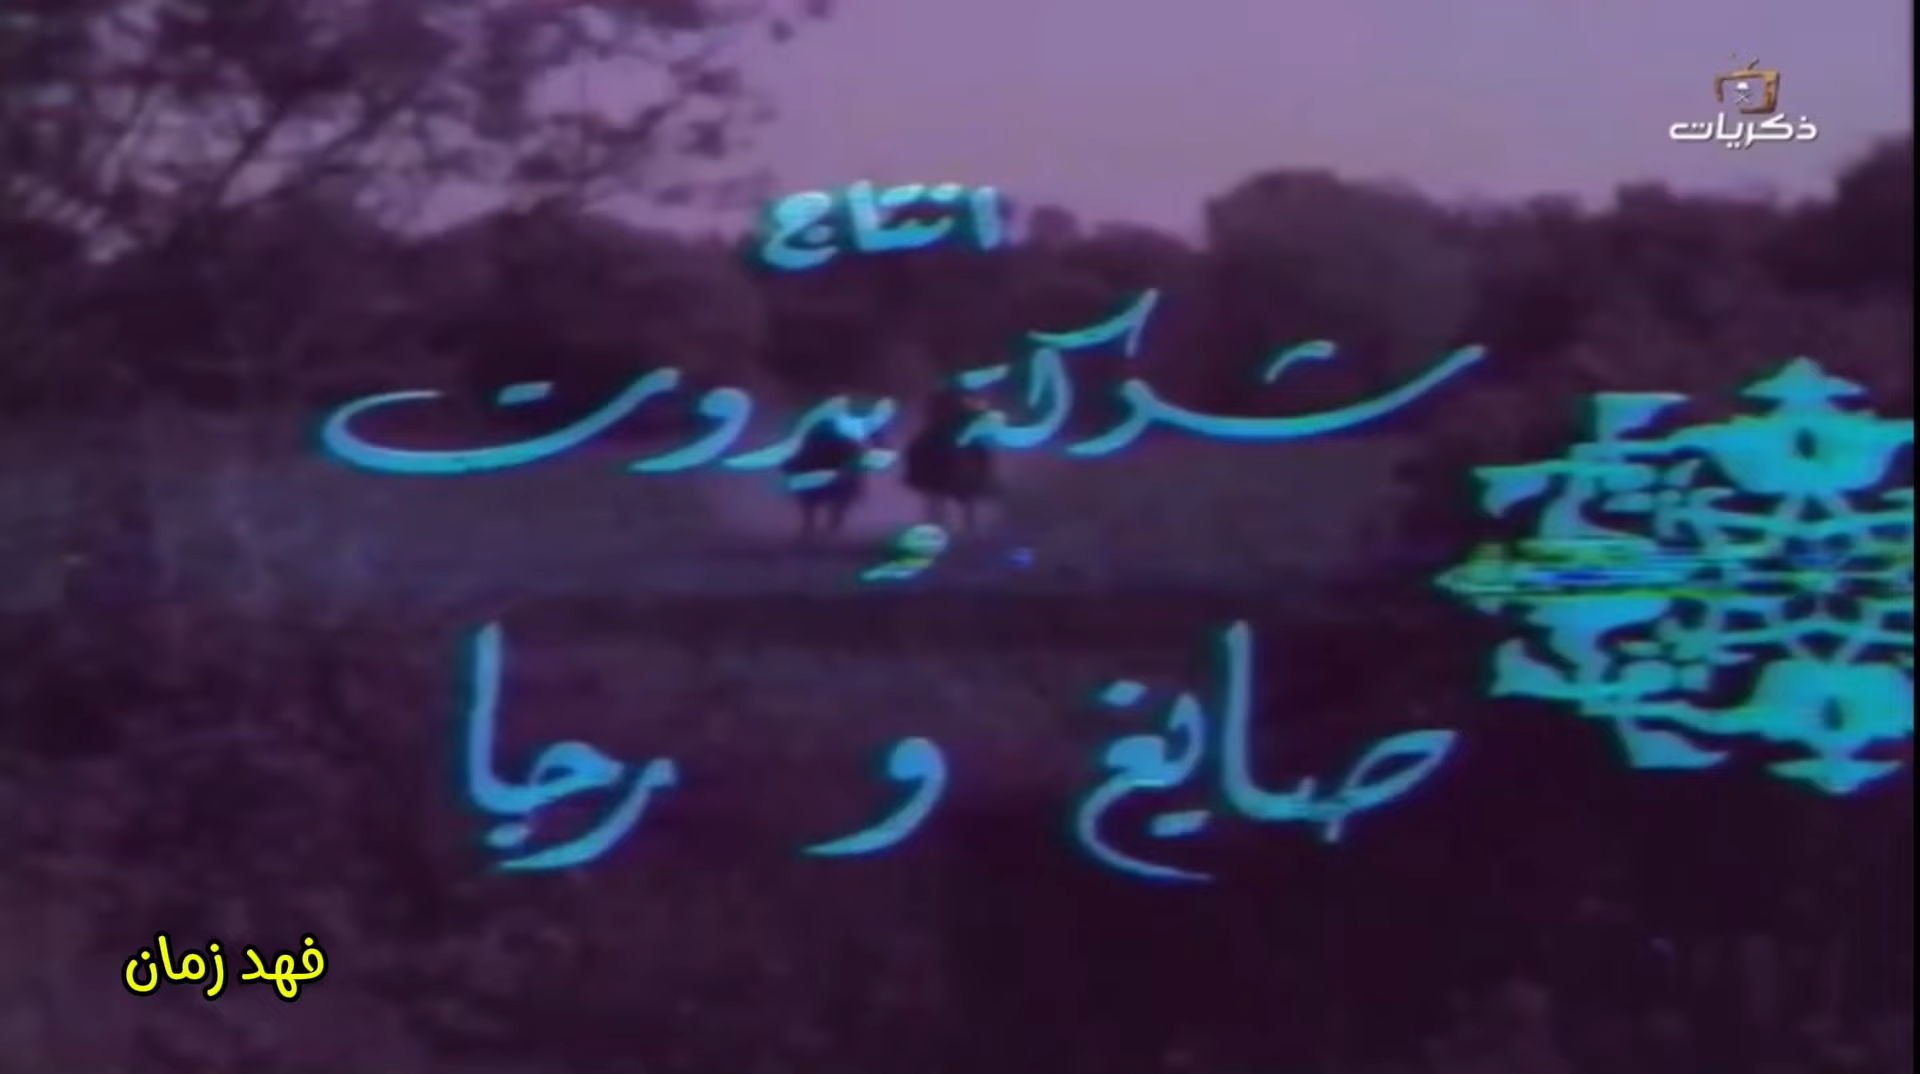 ذكريات
انتاج
شركة بيروت
و
صايغ و رجا
فهد زمان